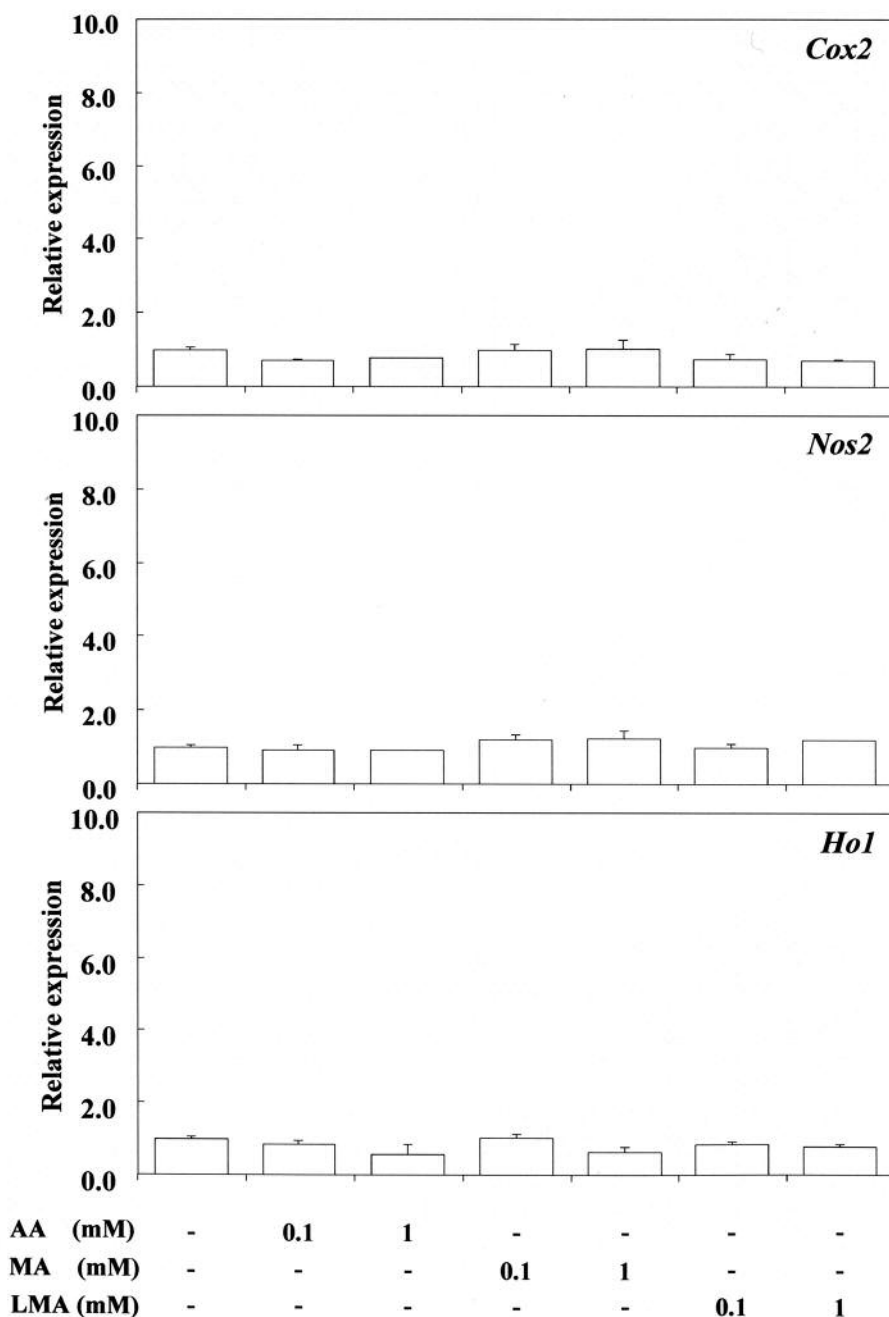 10.0
Cox2
8.0
6.0
4.0
2.0
0.0
Relative expression
10.0
Nos2
8.0
6.0
4.0
2.0
0.0
Relative expression
10.0
Ho1
8.0
6.0
4.0
2.0
0.0
Relative expression
AA (mM) - 0.1 1 - - - -
MA (mM) - - - 0.1 1 - -
LMA (mM) - - - - - 0.1 1